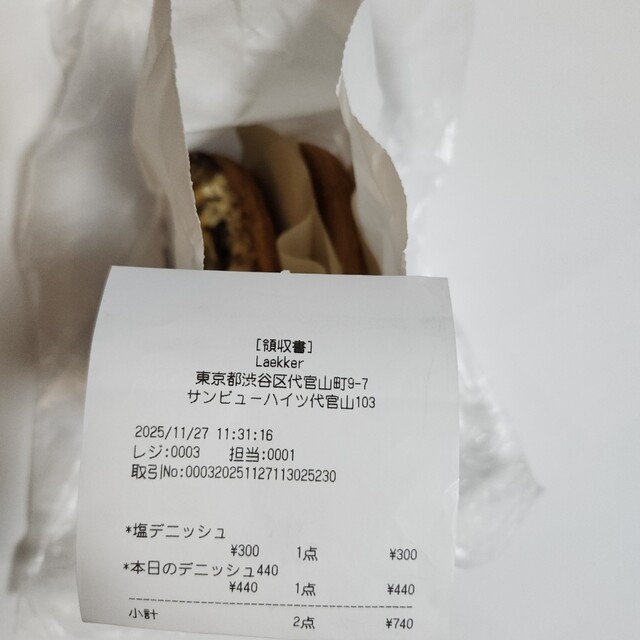 [領収書]
Laekker
東京都渋谷区代官山町9-7
サンビューハイツ代官山103
2025/11/27 11:31:16
レジ:0003 担当:0001
取引No:000320251127113025230
*塩デニッシュ
¥300 1点 ¥300
*本日のデニッシュ440
¥440 1点 ¥440
小計 2点 ¥740